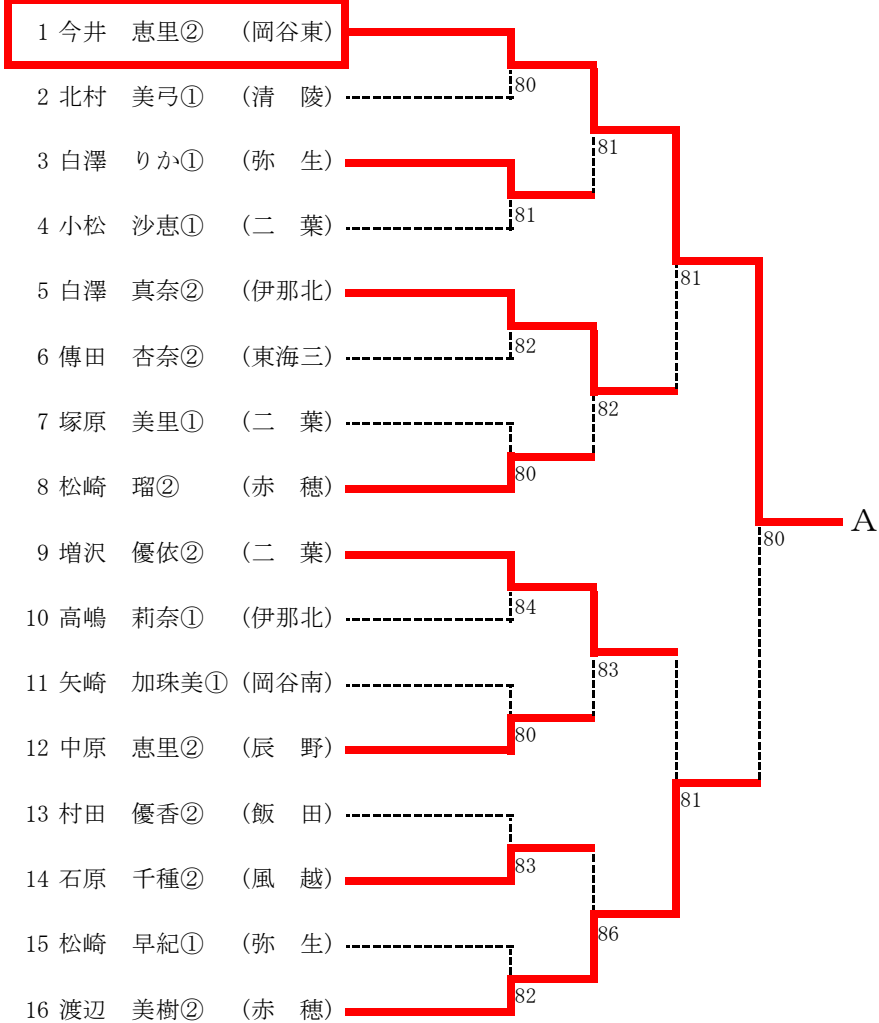 1 今井 恵里② (岡谷東)
80
2 北村 美弓① (清 陵)
81
3 白澤 りか① (弥 生)
81
4 小松 沙恵① (二 葉)
81
5 白澤 真奈② (伊那北)
82
6 傳田 杏奈② (東海三)
82
7 塚原 美里① (二 葉)
80
8 松崎 瑠② (赤 穂)
A
80
9 増沢 優依② (二 葉)
84
10 高嶋 莉奈① (伊那北)
83
11 矢崎 加珠美① (岡谷南)
80
12 中原 恵里② (辰 野)
81
13 村田 優香② (飯 田)
83
14 石原 千種② (風 越)
86
15 松崎 早紀① (弥 生)
82
16 渡辺 美樹② (赤 穂)